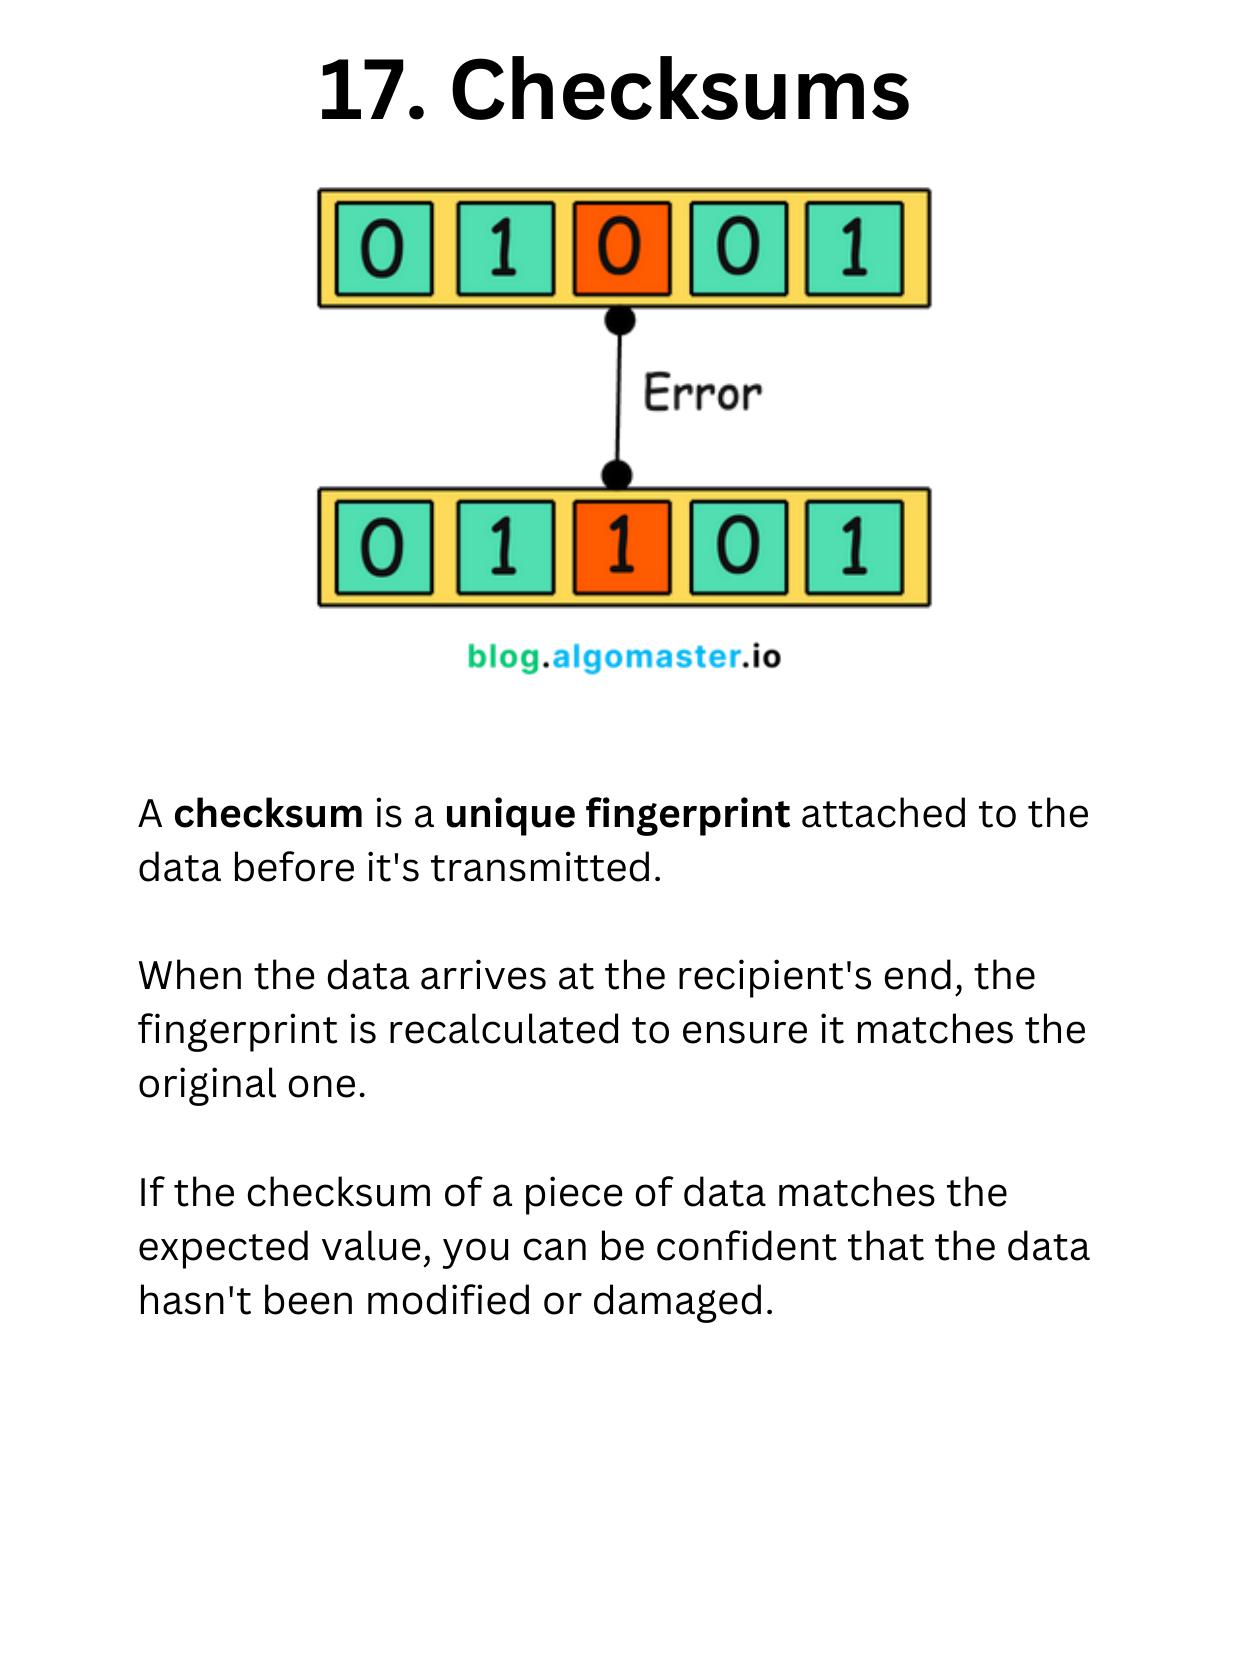 17. Checksums
0 1 0 0 1
Error
0 1 1 0 1
blog.algomaster.io
A checksum is a unique fingerprint attached to the
data before it's transmitted.
When the data arrives at the recipient's end, the
fingerprint is recalculated to ensure it matches the
original one.
If the checksum of a piece of data matches the
expected value, you can be confident that the data
hasn't been modified or damaged.